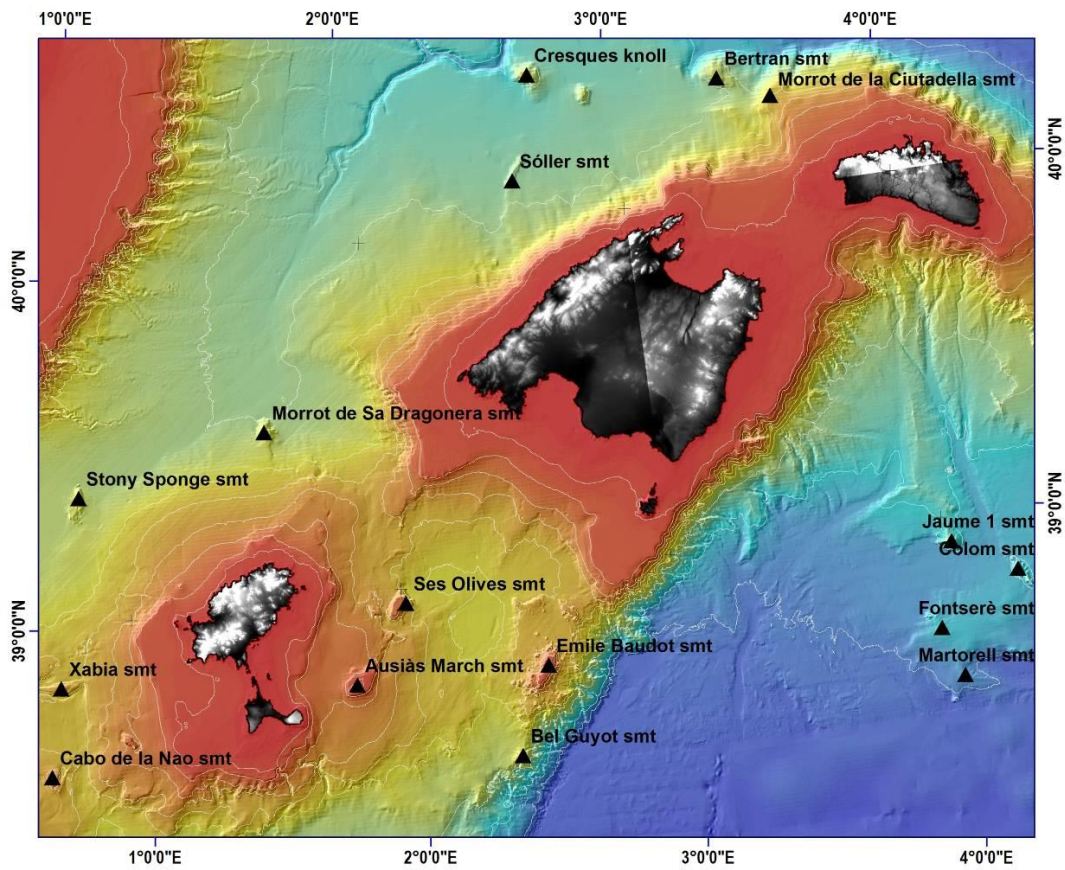 1°0'0"E 2°0'0"E 3°0'0"E 4°0'0"E
Cresques knoll
Bertran smt
Morrot de la Ciutadella smt
40°0'0"N
Sóller smt
40°0'0"N
Morrot de Sa Dragonera smt
Stony Sponge smt
39°0'0"N
Jaume 1 smt
Colom smt
Ses Olives smt
Fontserè smt
39°0'0"N
Emile Baudot smt
Martorell smt
Xabia smt
Ausiàs March smt
Bel Guyot smt
Cabo de la Nao smt
1°0'0"E 2°0'0"E 3°0'0"E 4°0'0"E